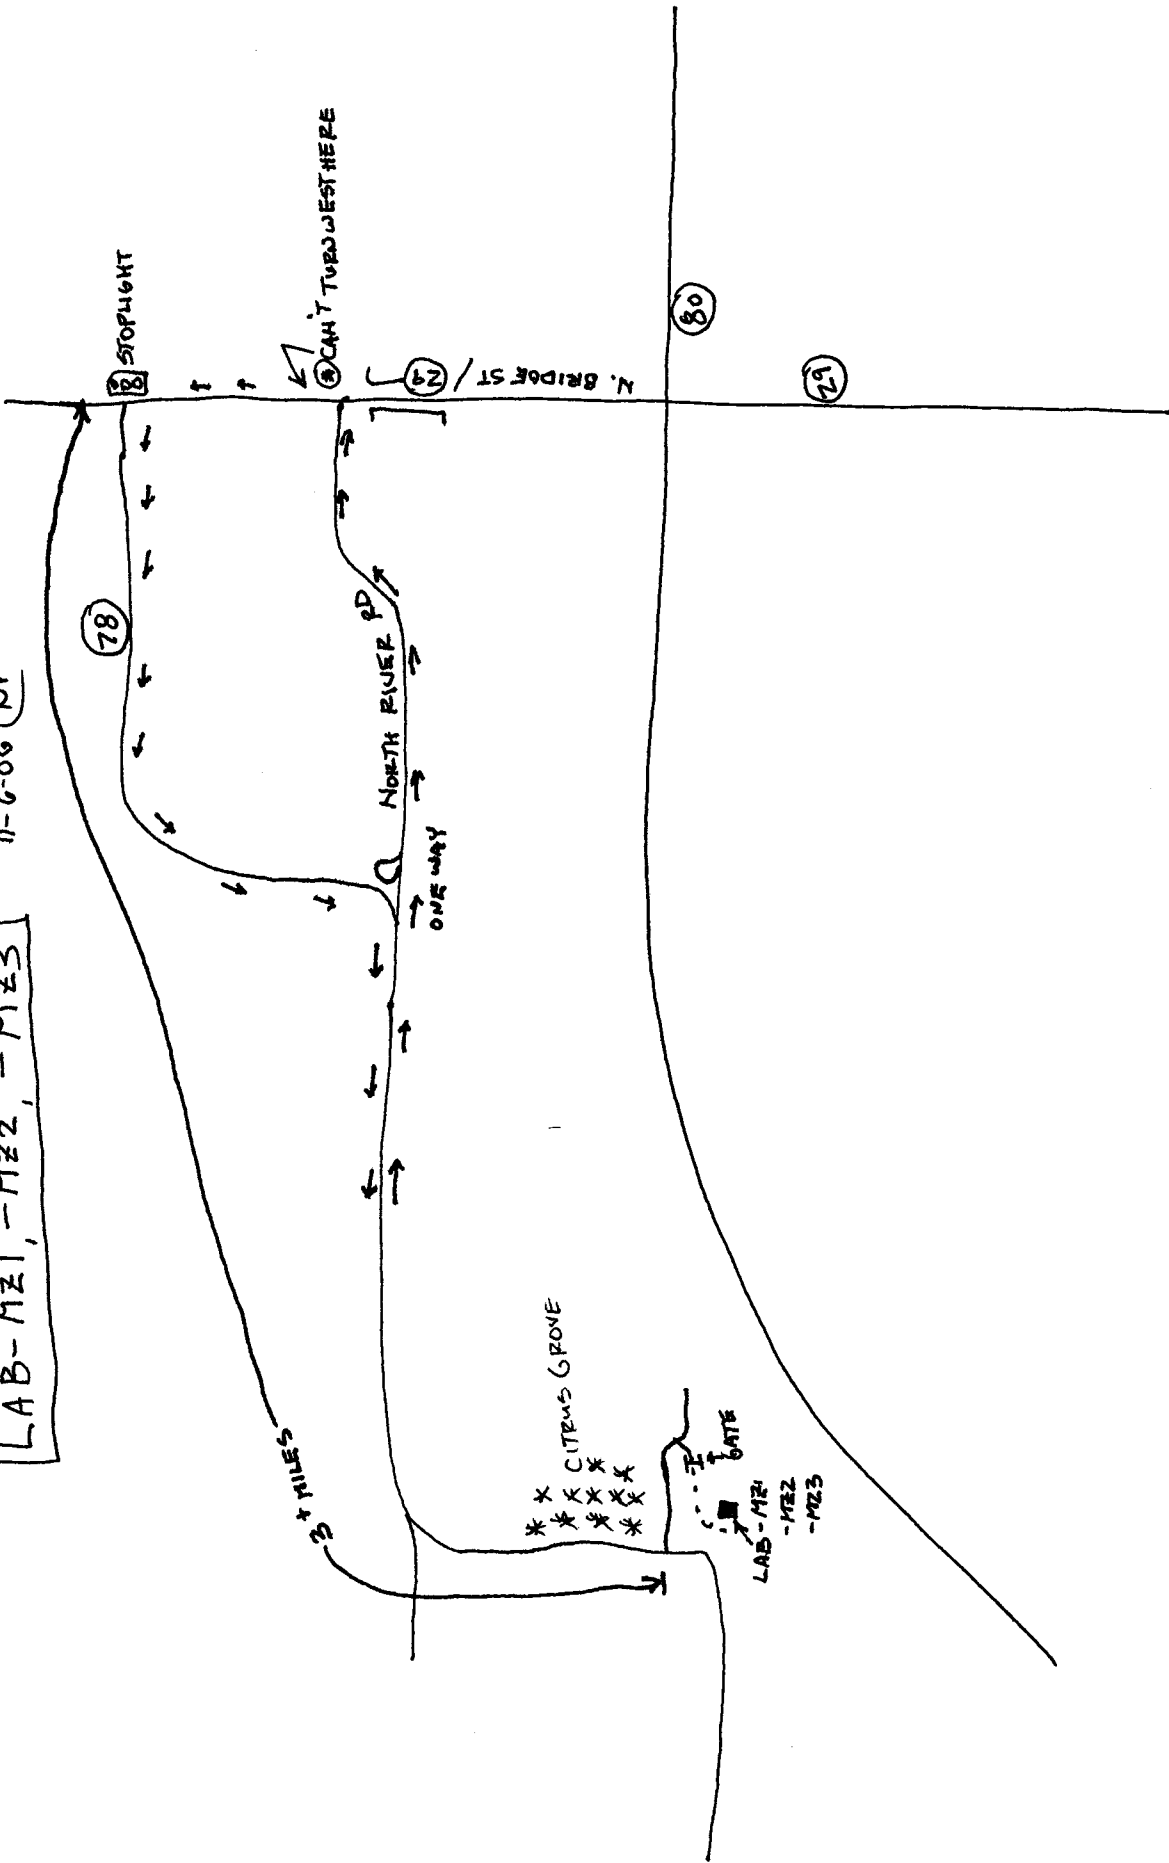 LAB-MZ1, -MZ2, -MZ3
11-6-06
78
STOPLIGHT
CAN'T TURN WEST HERE
29 / N. BRIDGE ST
NORTH RIVER RD
ONE WAY
80
29
3+ MILES
CITRUS GROVE
GATE
LAB-MZ1
-MZ2
-MZ3